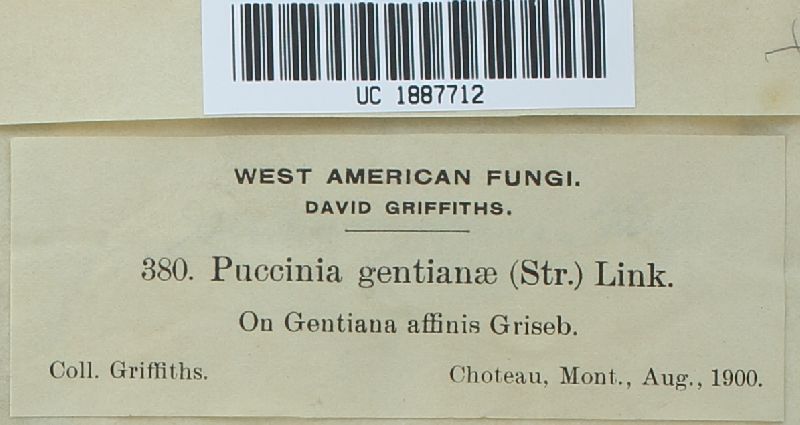 UC 1887712
WEST AMERICAN FUNGI.
DAVID GRIFFITHS.
380. Puccinia gentianæ (Str.) Link.
On Gentiana affinis Griseb.
Coll. Griffiths. Choteau, Mont., Aug., 1900.